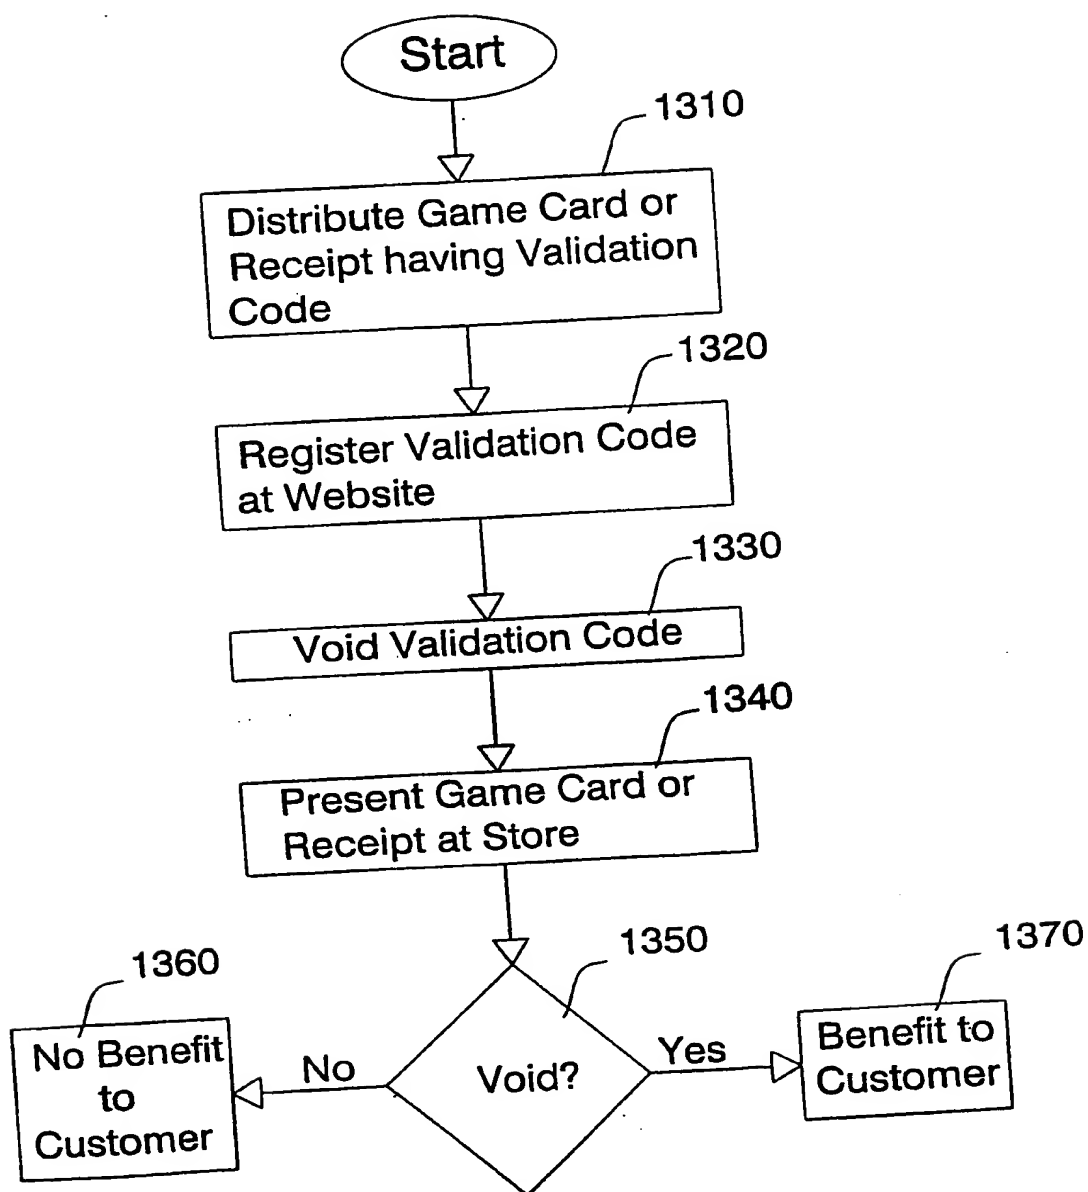 Start
1310
Distribute Game Card or
Receipt having Validation
Code
1320
Register Validation Code
at Website
1330
Void Validation Code
1340
Present Game Card or
Receipt at Store
1350
1360
1370
No Benefit
to
Customer
No
Void?
Yes
Benefit to
Customer